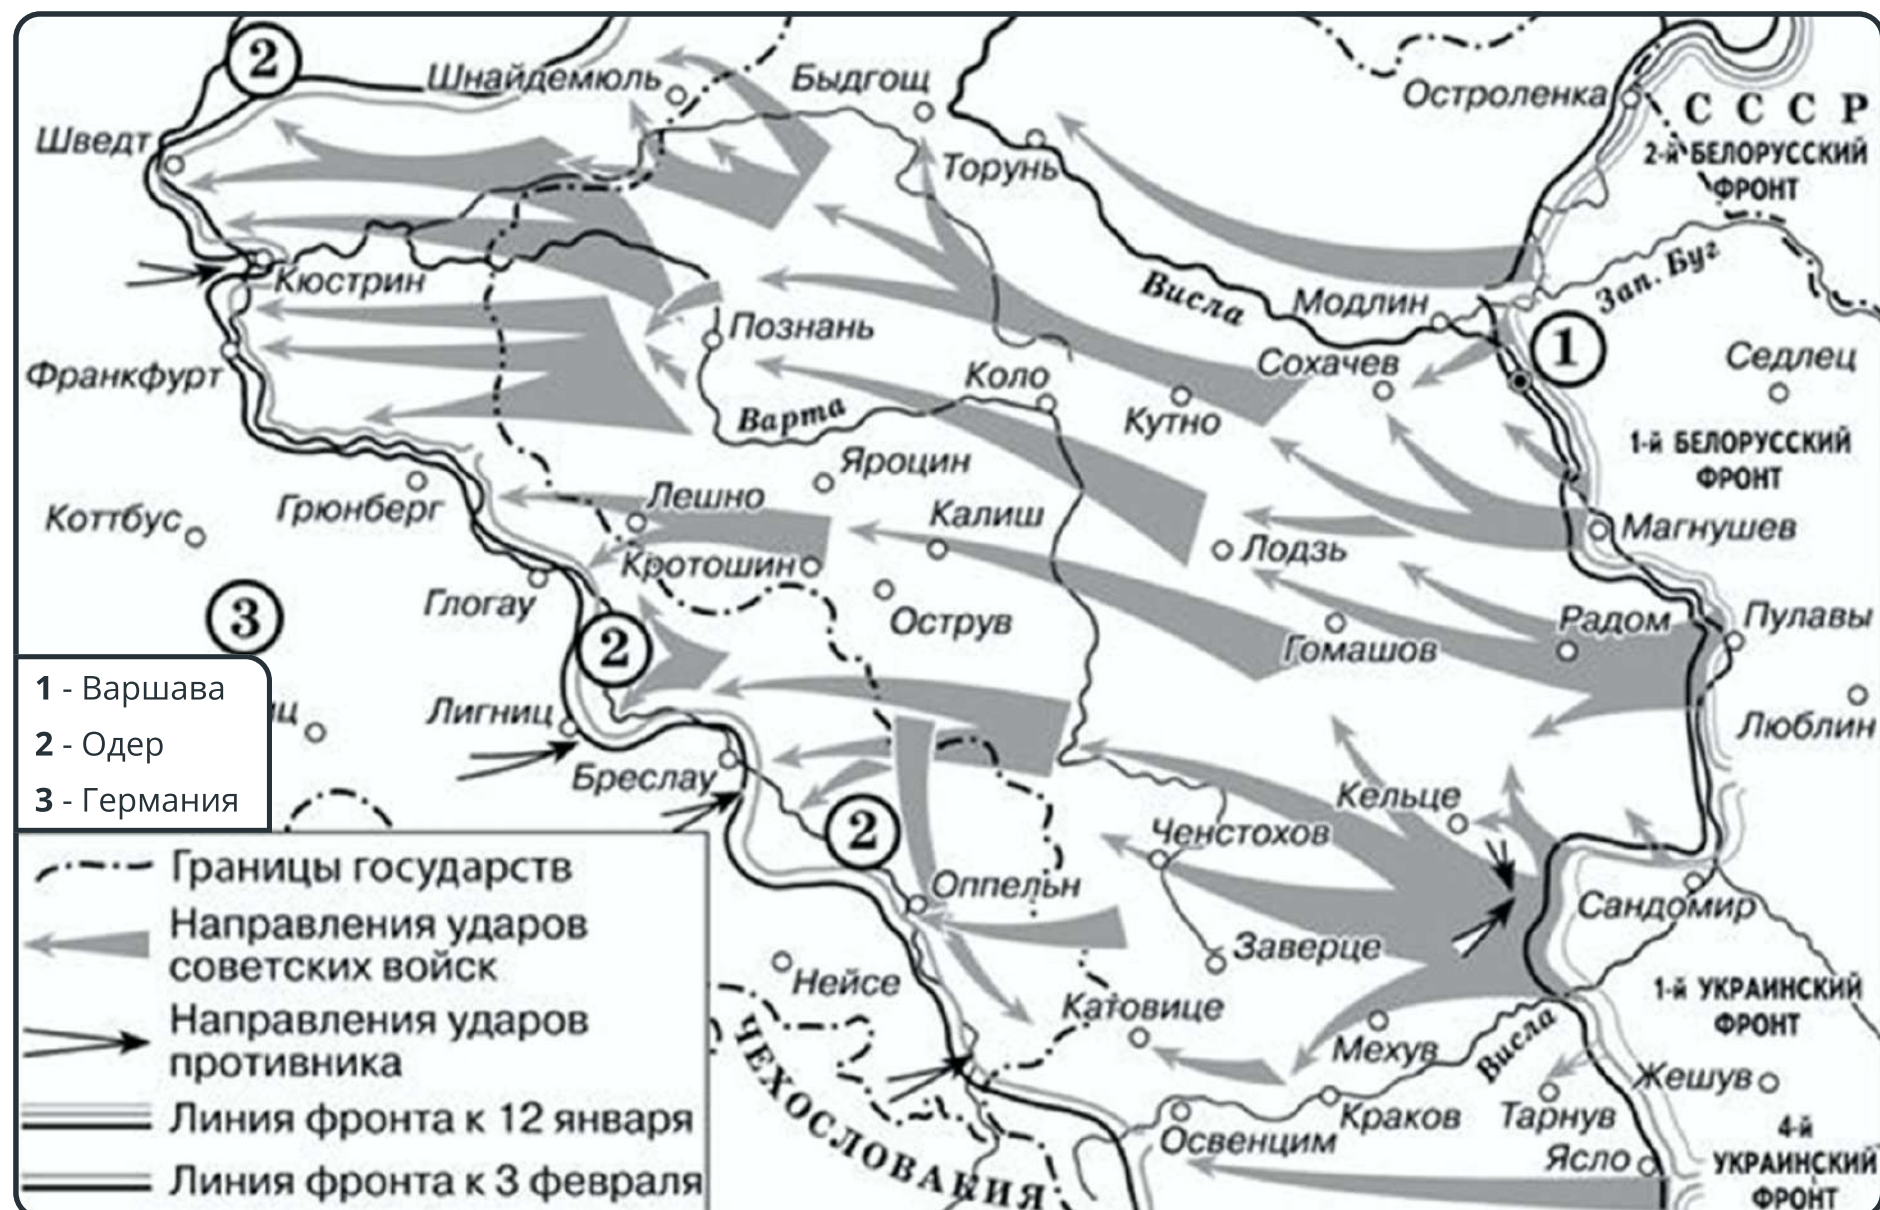 2
Шнайдемюль
Быдгощ
Остроленка
СССР
2-й БЕЛОРУССКИЙ
ФРОНТ
Шведт
Торунь
Кюстрин
Висла
Модлин
Зап. Буг
1
Познань
Сохачев
Седлец
Франкфурт
Коло
Варта
Кутно
1-й БЕЛОРУССКИЙ
ФРОНТ
Яроцин
Лешно
Грюнберг
Коттбус
Калиш
Магнушев
Лодзь
Кротошин
Глогау
3
Остров
Острув
Радом
Пулавы
2
Гомашов
1 - Варшава
2 - Одер
3 - Германия
иц
Лигниц
Люблин
Бреслау
Кельце
2
Ченстохов
Оппельн
Сандомир
Заверце
Нейсе
Катовице
1-й УКРАИНСКИЙ
ФРОНТ
Мехув
Висла
Жешув
Краков
Тарнув
Освенцим
Ясло
4-й
УКРАИНСКИЙ
ФРОНТ
ЧЕХОСЛОВАКИЯ
Границы государств
Направления ударов
советских войск
Направления ударов
противника
Линия фронта к 12 января
Линия фронта к 3 февраля